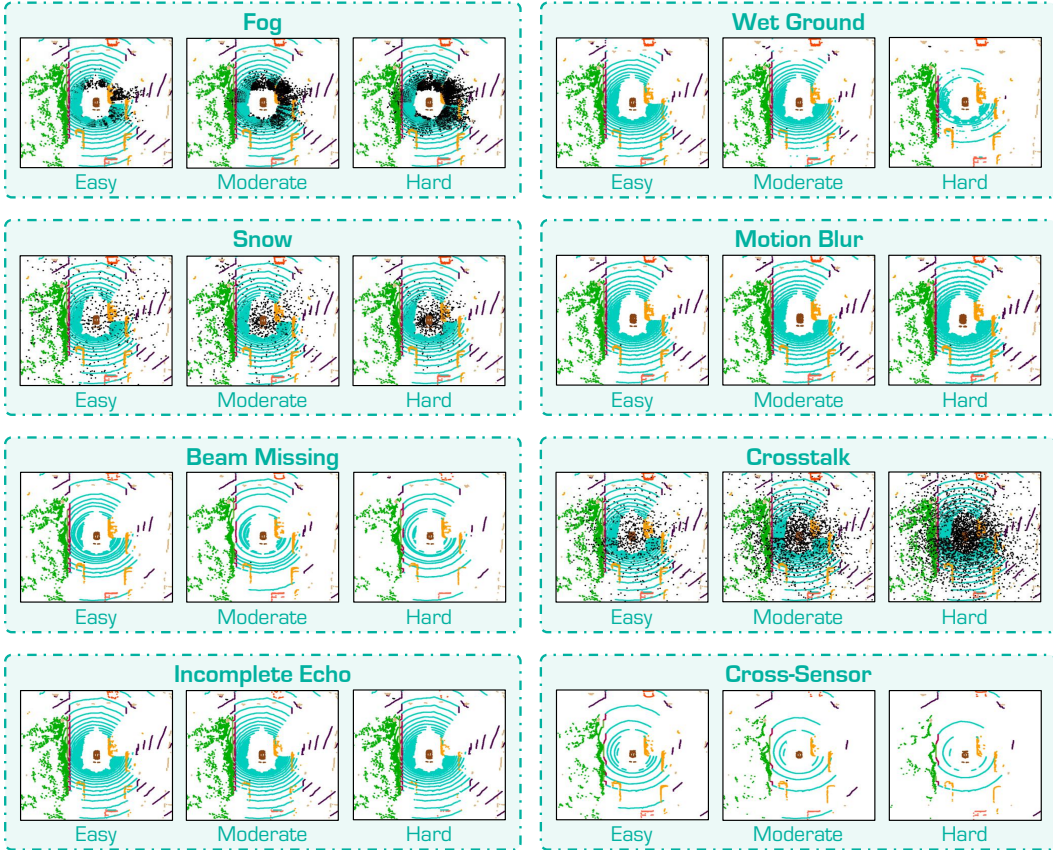 Fog
Easy
Moderate
Hard
Wet Ground
Easy
Moderate
Hard
Snow
Easy
Moderate
Hard
Motion Blur
Easy
Moderate
Hard
Beam Missing
Easy
Moderate
Hard
Crosstalk
Easy
Moderate
Hard
Incomplete Echo
Easy
Moderate
Hard
Cross-Sensor
Easy
Moderate
Hard